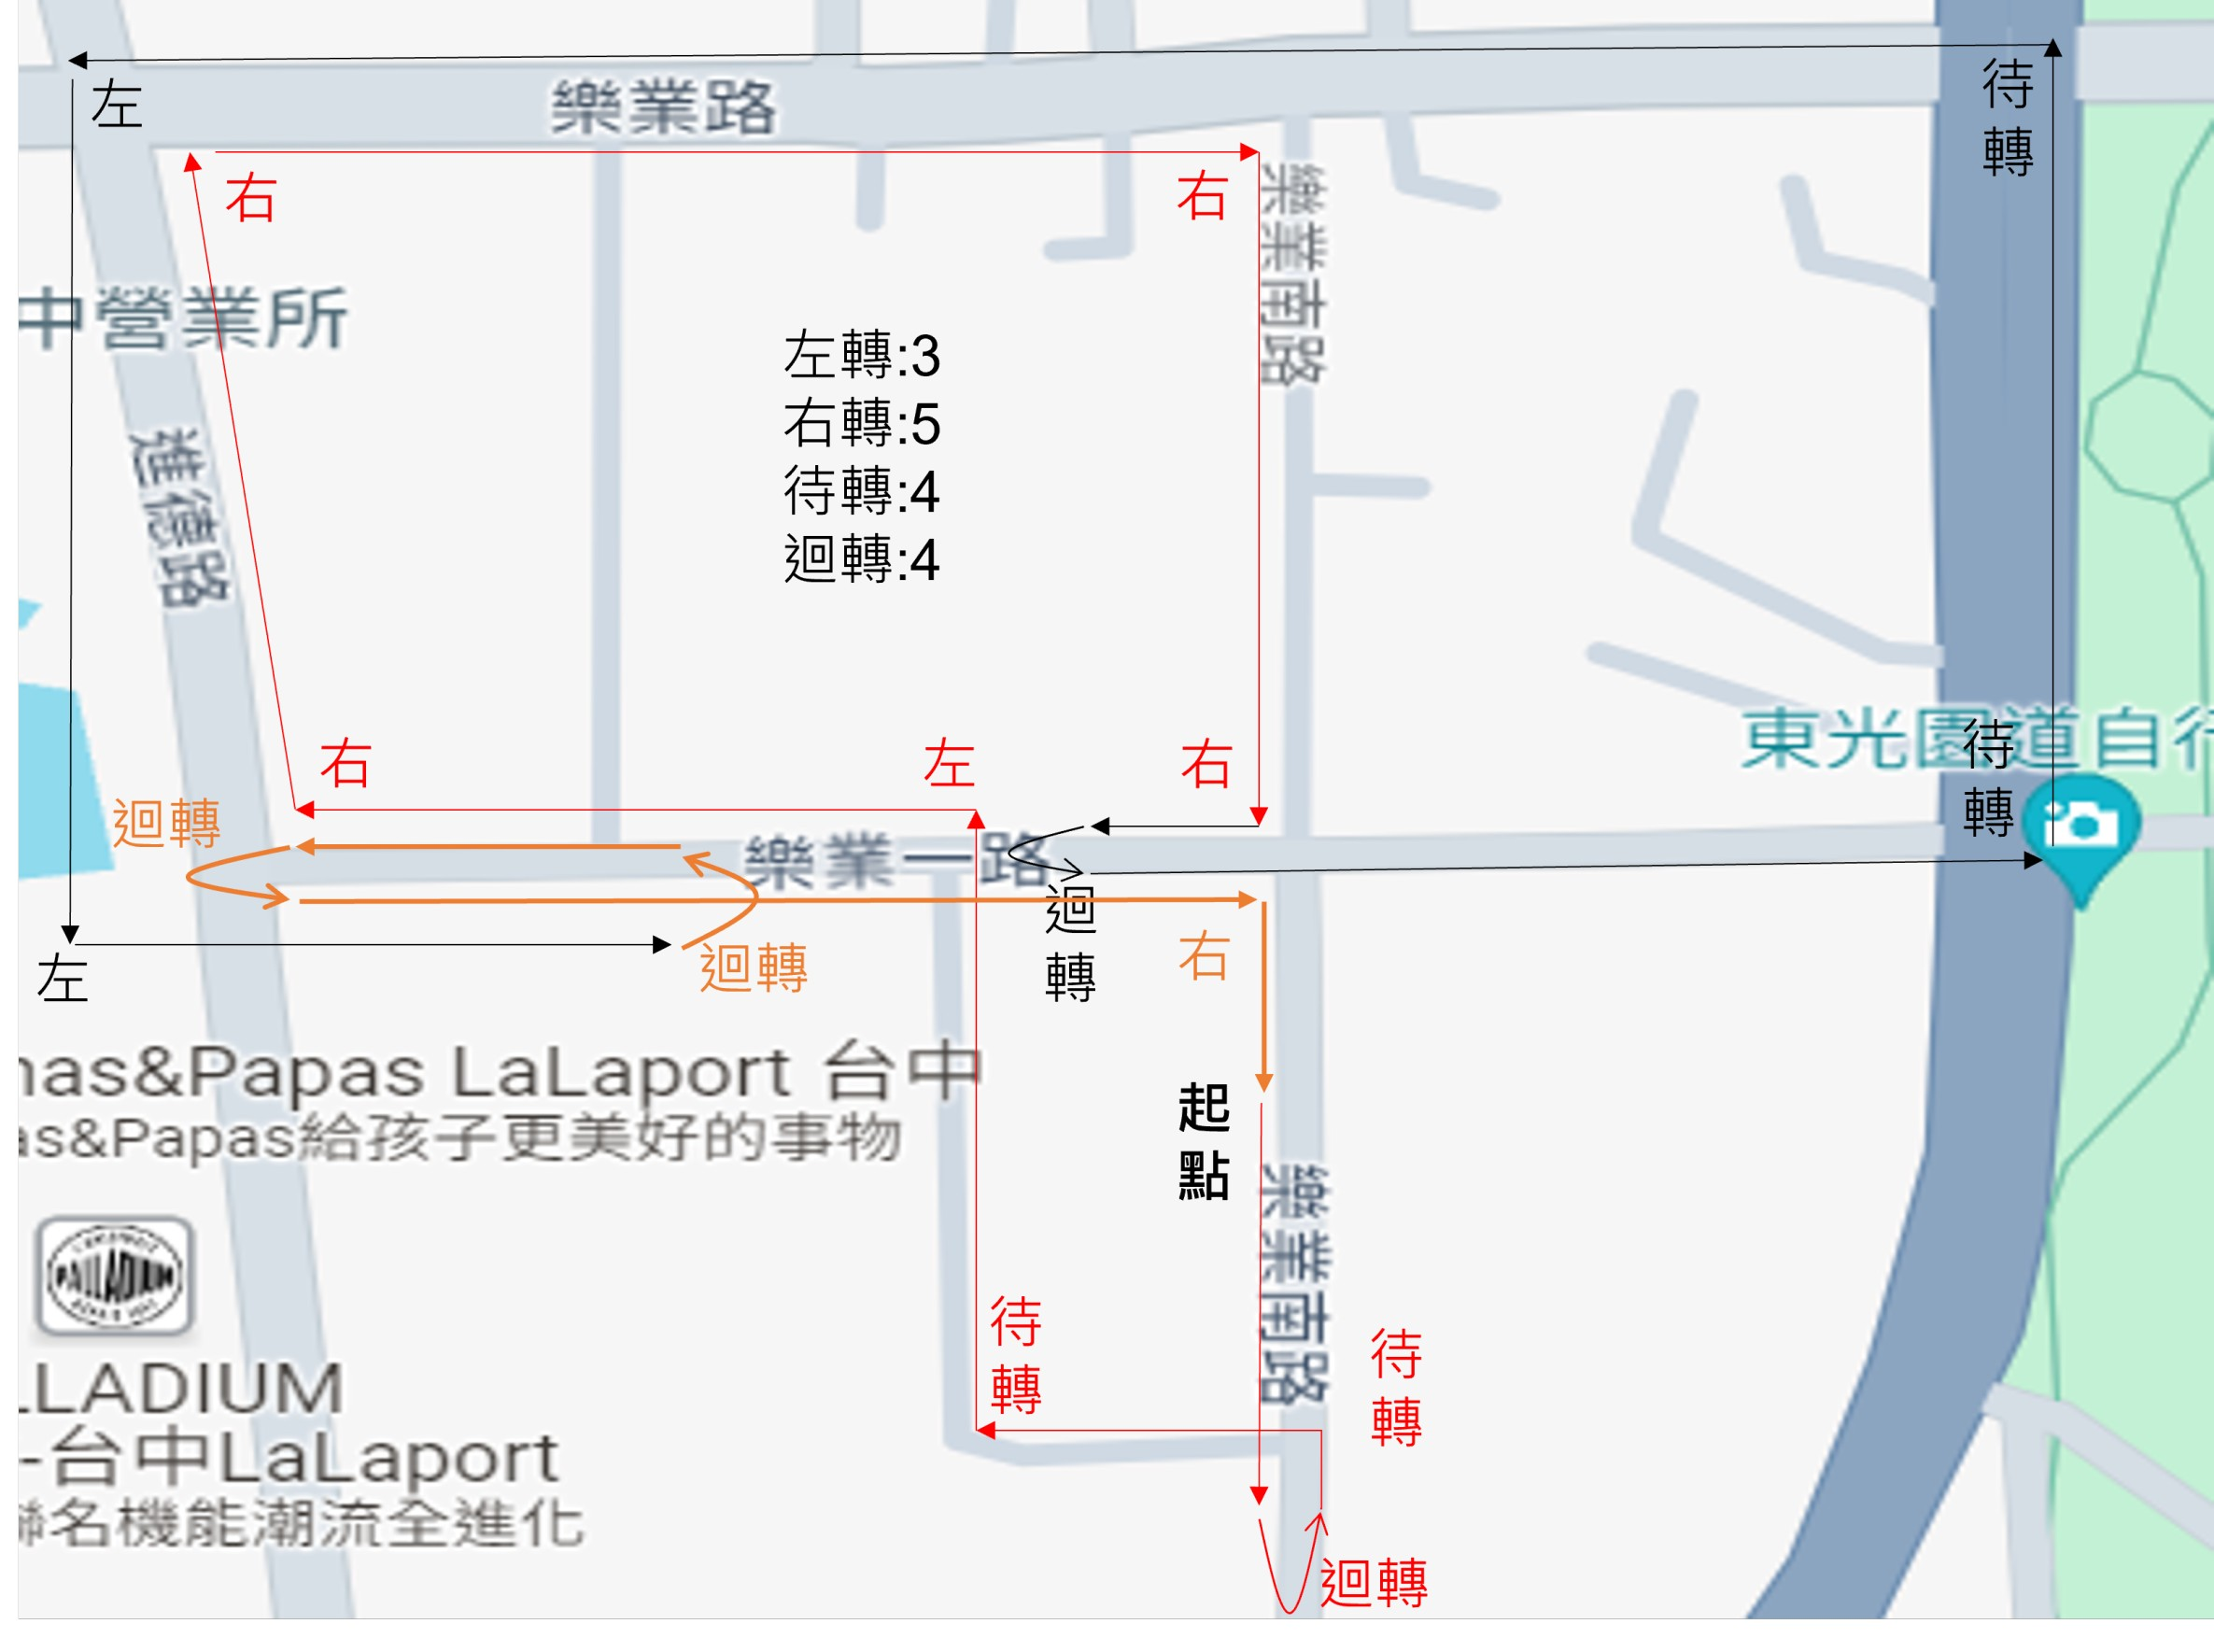 待
轉
左
樂業路
右
右
樂業南路
中營業所
左轉:3
右轉:5
待轉:4
迴轉:4
進德路
東光園道自行
待
轉
右
左
右
迴轉
樂業一路
迴
轉
右
迴轉
左
nas&Papas LaLaport 台中
as&Papas給孩子更美好的事物
起
點
樂業南路
待
轉
待
轉
PALLADIUM
LLADIUM
-台中LaLaport
聯名機能潮流全進化
迴轉